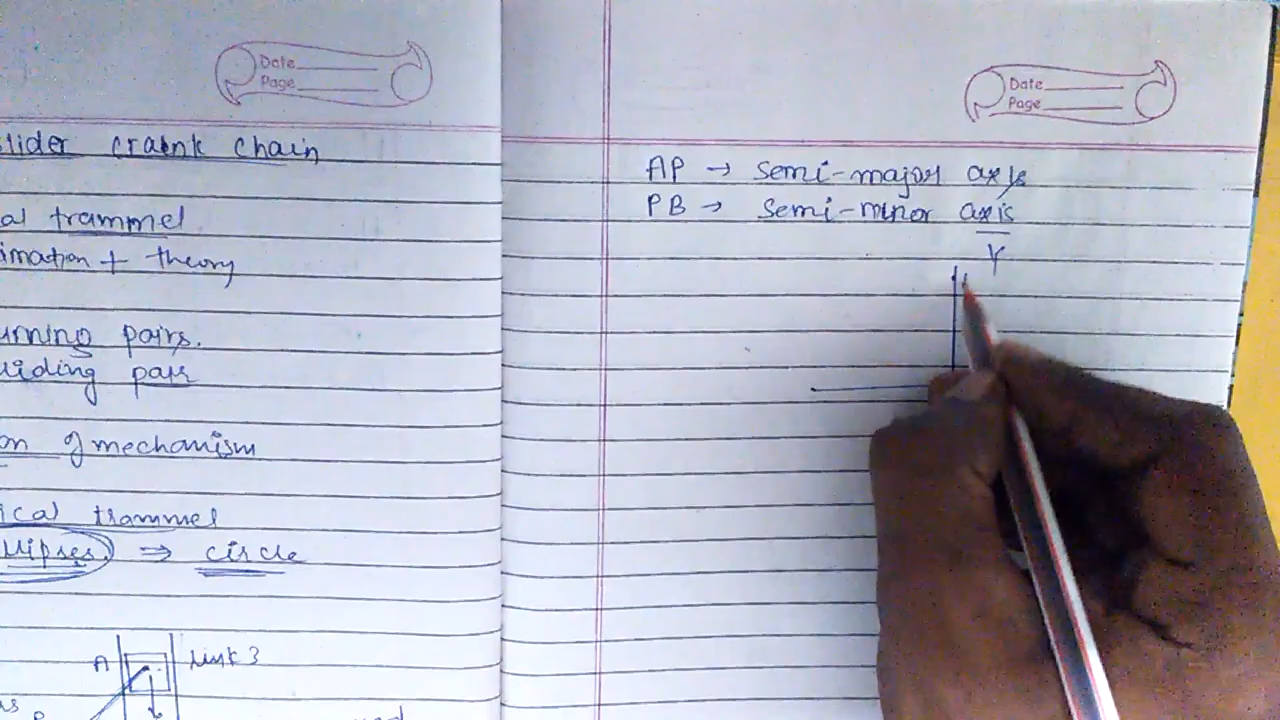 Date
Page
slider crank chain
al trammel
imation + theory
urning pairs.
liding pair
on of mechanism
ical trammel
ellipses. ⇒ circle
A
Link 3
P
Date
Page
AP → semi-major axis
PB → semi-minor axis
Y